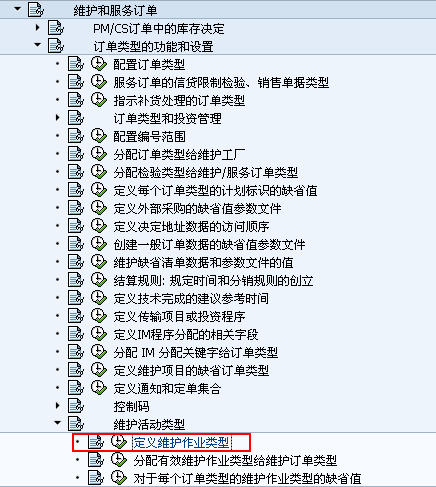 维护和服务订单
PM/CS订单中的库存决定
订单类型的功能和设置
配置订单类型
服务订单的信贷限制检验、销售单据类型
指示补货处理的订单类型
订单类型和投资管理
配置编号范围
分配订单类型给维护工厂
分配检验类型给维护/服务订单类型
定义每个订单类型的计划标识的缺省值
定义外部采购的缺省值参数文件
定义决定地址数据的访问顺序
创建一般订单数据的缺省值参数文件
维护缺省清单数据和参数文件的值
结算规则: 规定时间和分销规则的创立
定义技术完成的建议参考时间
定义传输项目或投资程序
定义IM程序分配的相关字段
分配 IM 分配关键字给订单类型
定义维护项目的缺省订单类型
定义通知和定单集合
控制码
维护活动类型
定义维护作业类型
分配有效维护作业类型给维护订单类型
对于每个订单类型的维护作业类型的缺省值